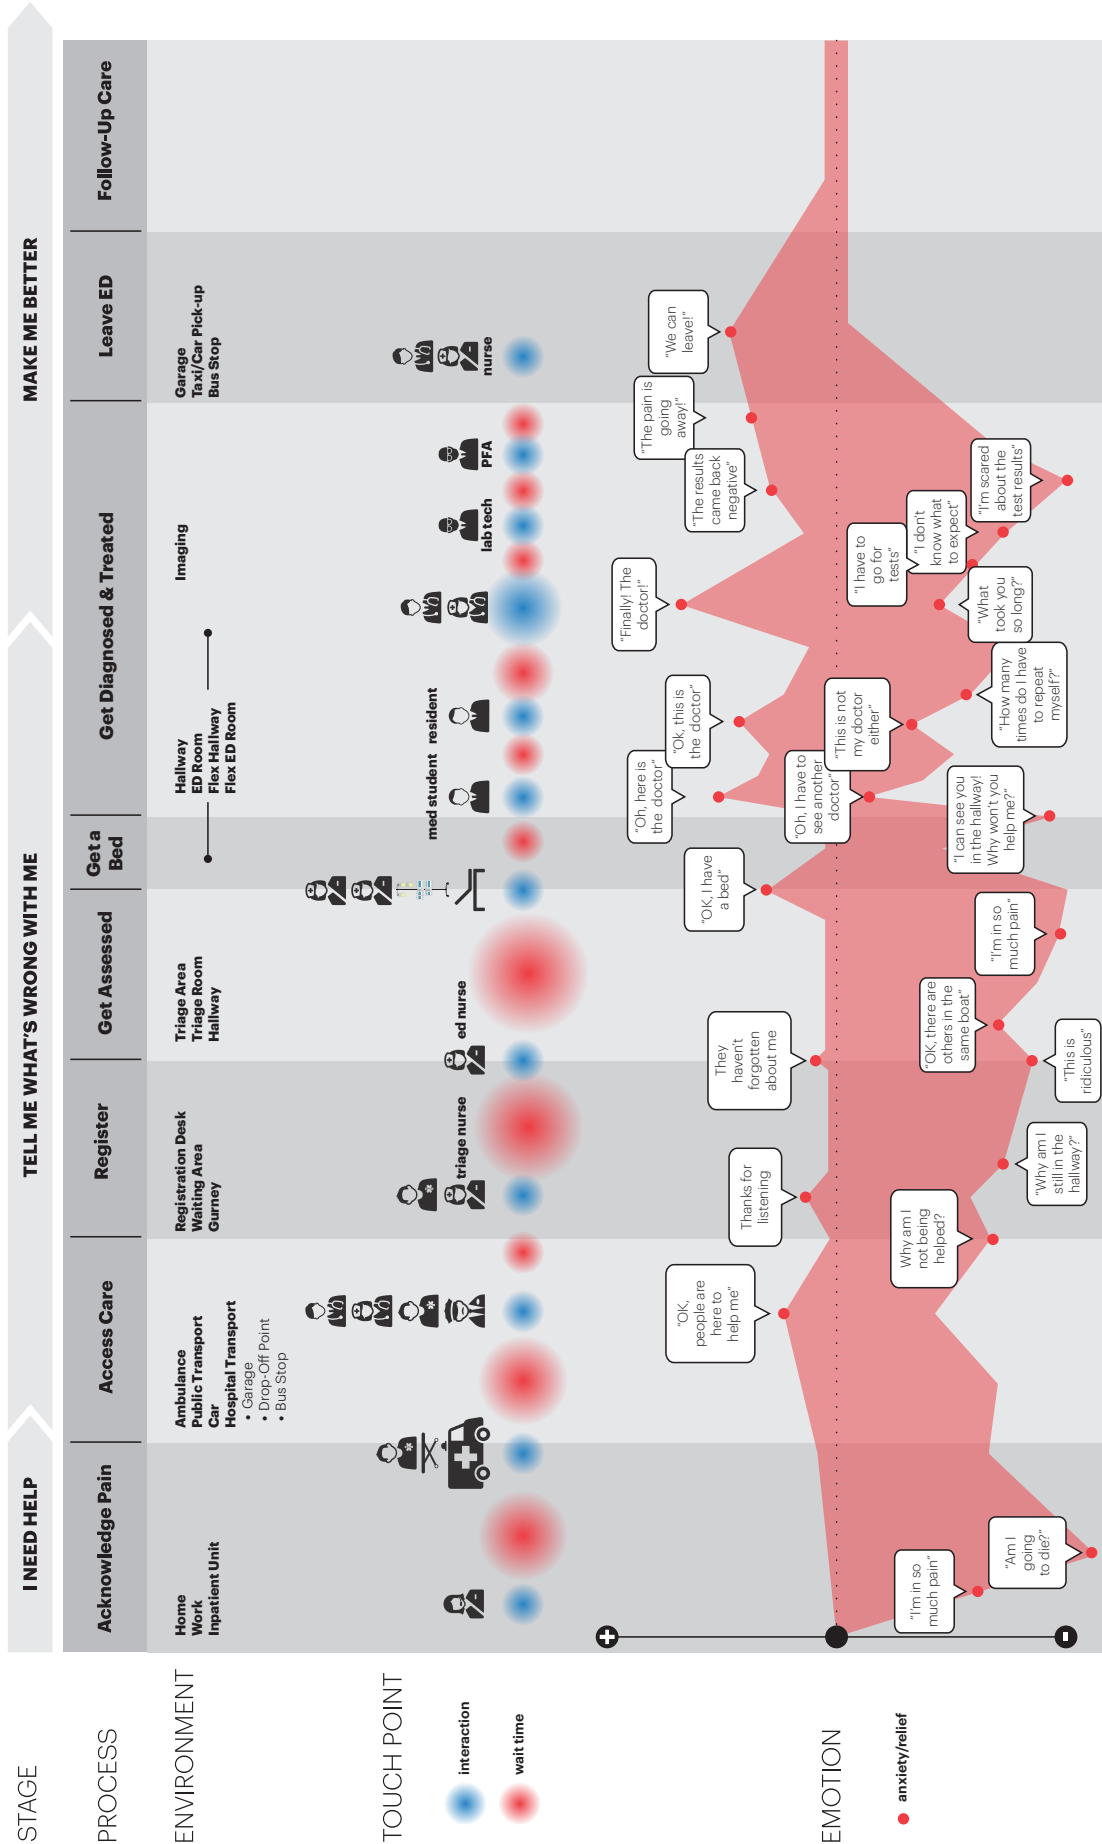 STAGE
I NEED HELP
TELL ME WHAT'S WRONG WITH ME
MAKE ME BETTER
PROCESS
Acknowledge Pain
Access Care
Register
Get Assessed
Get a
Bed
Get Diagnosed & Treated
Leave ED
Follow-Up Care
ENVIRONMENT
Home
Work
Inpatient Unit
Ambulance
Public Transport
Car
Hospital Transport
• Garage
• Drop-Off Point
• Bus Stop
Registration Desk
Waiting Area
Gurney
Triage Area
Triage Room
Hallway
Hallway
ED Room
Flex Hallway
Flex ED Room
Imaging
Garage
Taxi/Car Pick-up
Bus Stop
TOUCH POINT
interaction
wait time
triage nurse
ed nurse
med student
resident
lab tech
PFA
nurse
EMOTION
anxiety/relief
+
-
"I'm in so
much pain"
"Am I
going
to die?"
"OK,
people are
here to
help me"
Why am I
not being
helped?
Thanks for
listening
"Why am I
still in the
hallway?"
They
haven't
forgotten
about me
"This is
ridiculous"
"OK, there are
others in the
same boat"
"I'm in so
much pain"
"OK, I have
a bed"
"I can see you
in the hallway!
Why won't you
help me?"
"Oh, here is
the doctor"
"Oh, I have to
see another
doctor"
"Ok, this is
the doctor"
"This is not
my doctor
either"
"How many
times do I have
to repeat
myself?"
"Finally! The
doctor!"
"What
took you
so long?"
"I have to
go for
tests"
"I don't
know what
to expect"
"I'm scared
about the
test results"
"The results
came back
negative"
"The pain is
going
away!"
"We can
leave!"